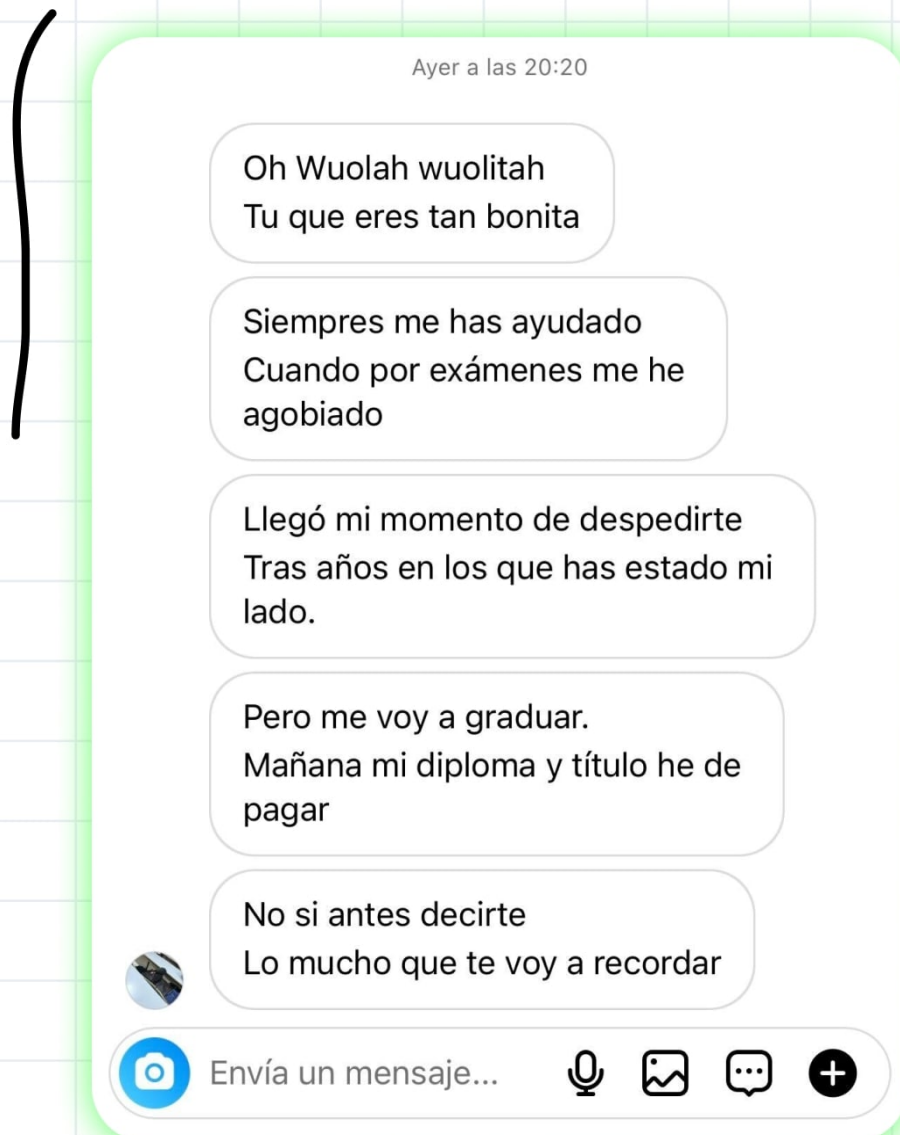 Ayer a las 20:20
Oh Wuolah wuolitah
Tu que eres tan bonita
Siempres me has ayudado
Cuando por exámenes me he
agobiado
Llegó mi momento de despedirte
Tras años en los que has estado mi
lado.
Pero me voy a graduar.
Mañana mi diploma y título he de
pagar
No si antes decirte
Lo mucho que te voy a recordar
Envía un mensaje...